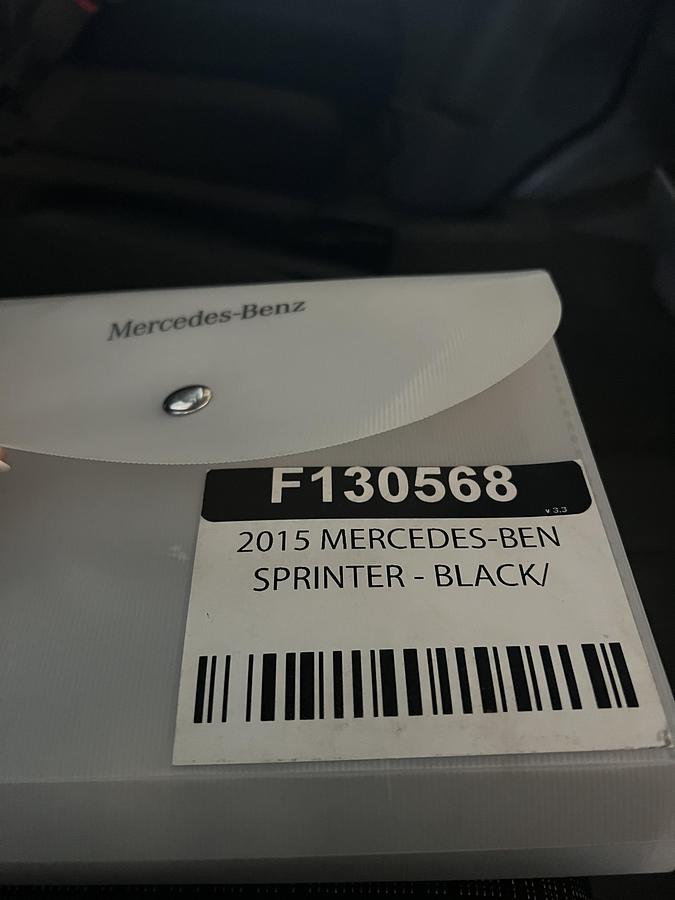 Mercedes-Benz
F130568
v 3.3
2015 MERCEDES-BEN
SPRINTER - BLACK/